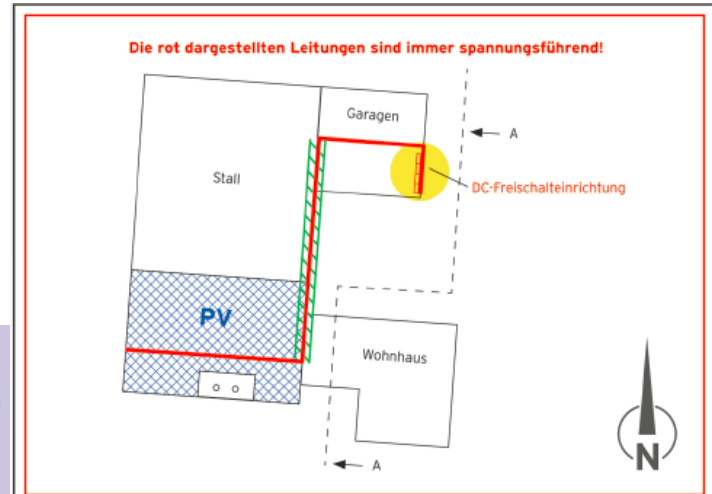 Die rot dargestellten Leitungen sind immer spannungsführend!
Garagen
A
Stall
DC-Freischalteinrichtung
PV
Wohnhaus
A
N